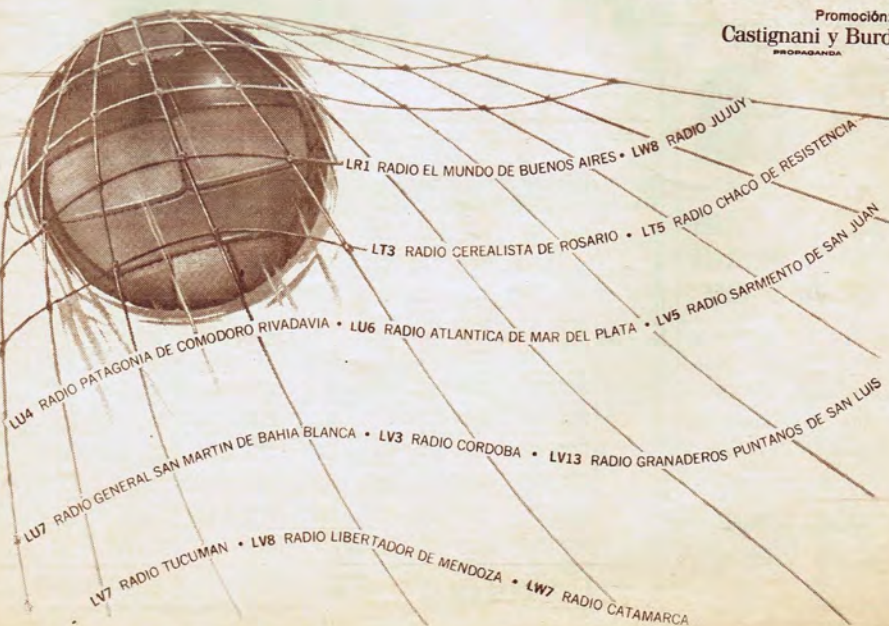 Promoción:
Castignani y Burd
PROPAGANDA
LR1 RADIO EL MUNDO DE BUENOS AIRES • LW8 RADIO JUJUY
LT3 RADIO CEREALISTA DE ROSARIO • LT5 RADIO CHACO DE RESISTENCIA
LU4 RADIO PATAGONIA DE COMODORO RIVADAVIA • LU6 RADIO ATLANTICA DE MAR DEL PLATA • LV5 RADIO SARMIENTO DE SAN JUAN
LU7 RADIO GENERAL SAN MARTIN DE BAHIA BLANCA • LV3 RADIO CORDOBA • LV13 RADIO GRANADEROS PUNTANOS DE SAN LUIS
LV7 RADIO TUCUMAN • LV8 RADIO LIBERTADOR DE MENDOZA • LW7 RADIO CATAMARCA